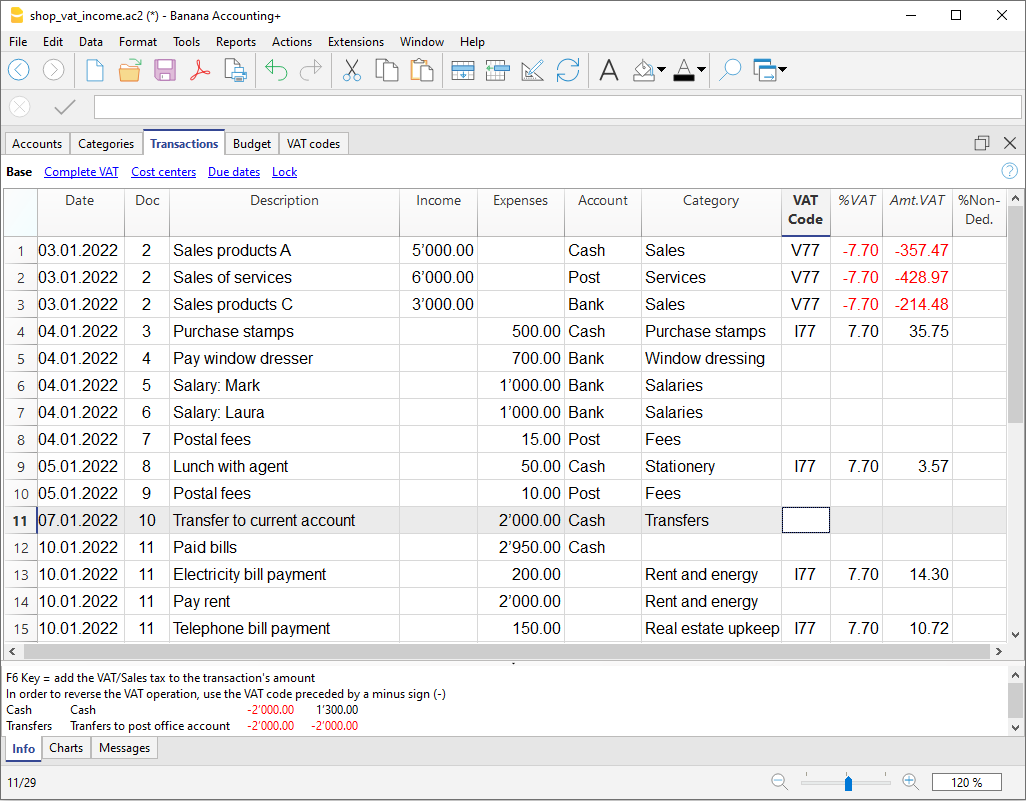 shop_vat_income.ac2 (*) - Banana Accounting+
File Edit Data Format Tools Reports Actions Extensions Window Help
Accounts Categories Transactions Budget VAT codes
Base Complete VAT Cost centers Due dates Lock
Date Doc Description Income Expenses Account Category VAT Code %VAT Amt.VAT %Non-Ded.
1 03.01.2022 2 Sales products A 5’000.00 Cash Sales V77 -7.70 -357.47
2 03.01.2022 2 Sales of services 6’000.00 Post Services V77 -7.70 -428.97
3 03.01.2022 2 Sales products C 3’000.00 Bank Sales V77 -7.70 -214.48
4 04.01.2022 3 Purchase stamps 500.00 Cash Purchase stamps I77 7.70 35.75
5 04.01.2022 4 Pay window dresser 700.00 Bank Window dressing
6 04.01.2022 5 Salary: Mark 1’000.00 Bank Salaries
7 04.01.2022 6 Salary: Laura 1’000.00 Bank Salaries
8 04.01.2022 7 Postal fees 15.00 Post Fees
9 05.01.2022 8 Lunch with agent 50.00 Cash Stationery I77 7.70 3.57
10 05.01.2022 9 Postal fees 10.00 Post Fees
11 07.01.2022 10 Transfer to current account 2’000.00 Cash Transfers
12 10.01.2022 11 Paid bills 2’950.00 Cash
13 10.01.2022 11 Electricity bill payment 200.00 Rent and energy I77 7.70 14.30
14 10.01.2022 11 Pay rent 2’000.00 Rent and energy
15 10.01.2022 11 Telephone bill payment 150.00 Real estate upkeep I77 7.70 10.72
F6 Key = add the VAT/Sales tax to the transaction's amount
In order to reverse the VAT operation, use the VAT code preceded by a minus sign (-)
Cash Cash -2’000.00 1’300.00
Transfers Tranfers to post office account -2’000.00 -2’000.00
Info Charts Messages
11/29 120 %